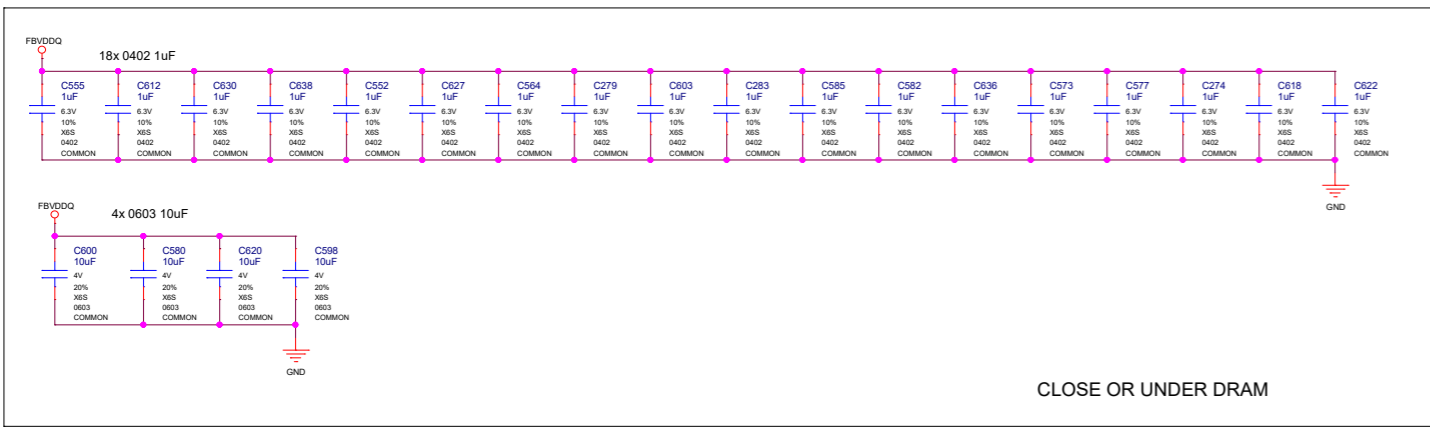 FBVDDQ
18x 0402 1uF
C555 C612 C630 C638 C552 C627 C564 C279 C603 C283 C585 C582 C636 C573 C577 C274 C618 C622
1uF 1uF 1uF 1uF 1uF 1uF 1uF 1uF 1uF 1uF 1uF 1uF 1uF 1uF 1uF 1uF 1uF 1uF
6.3V 6.3V 6.3V 6.3V 6.3V 6.3V 6.3V 6.3V 6.3V 6.3V 6.3V 6.3V 6.3V 6.3V 6.3V 6.3V 6.3V 6.3V
10% 10% 10% 10% 10% 10% 10% 10% 10% 10% 10% 10% 10% 10% 10% 10% 10% 10%
X6S X6S X6S X6S X6S X6S X6S X6S X6S X6S X6S X6S X6S X6S X6S X6S X6S X6S
0402 0402 0402 0402 0402 0402 0402 0402 0402 0402 0402 0402 0402 0402 0402 0402 0402 0402
COMMON COMMON COMMON COMMON COMMON COMMON COMMON COMMON COMMON COMMON COMMON COMMON COMMON COMMON COMMON COMMON COMMON COMMON
GND
FBVDDQ
4x 0603 10uF
C600 C580 C620 C598
10uF 10uF 10uF 10uF
4V 4V 4V 4V
20% 20% 20% 20%
X6S X6S X6S X6S
0603 0603 0603 0603
COMMON COMMON COMMON COMMON
GND
CLOSE OR UNDER DRAM